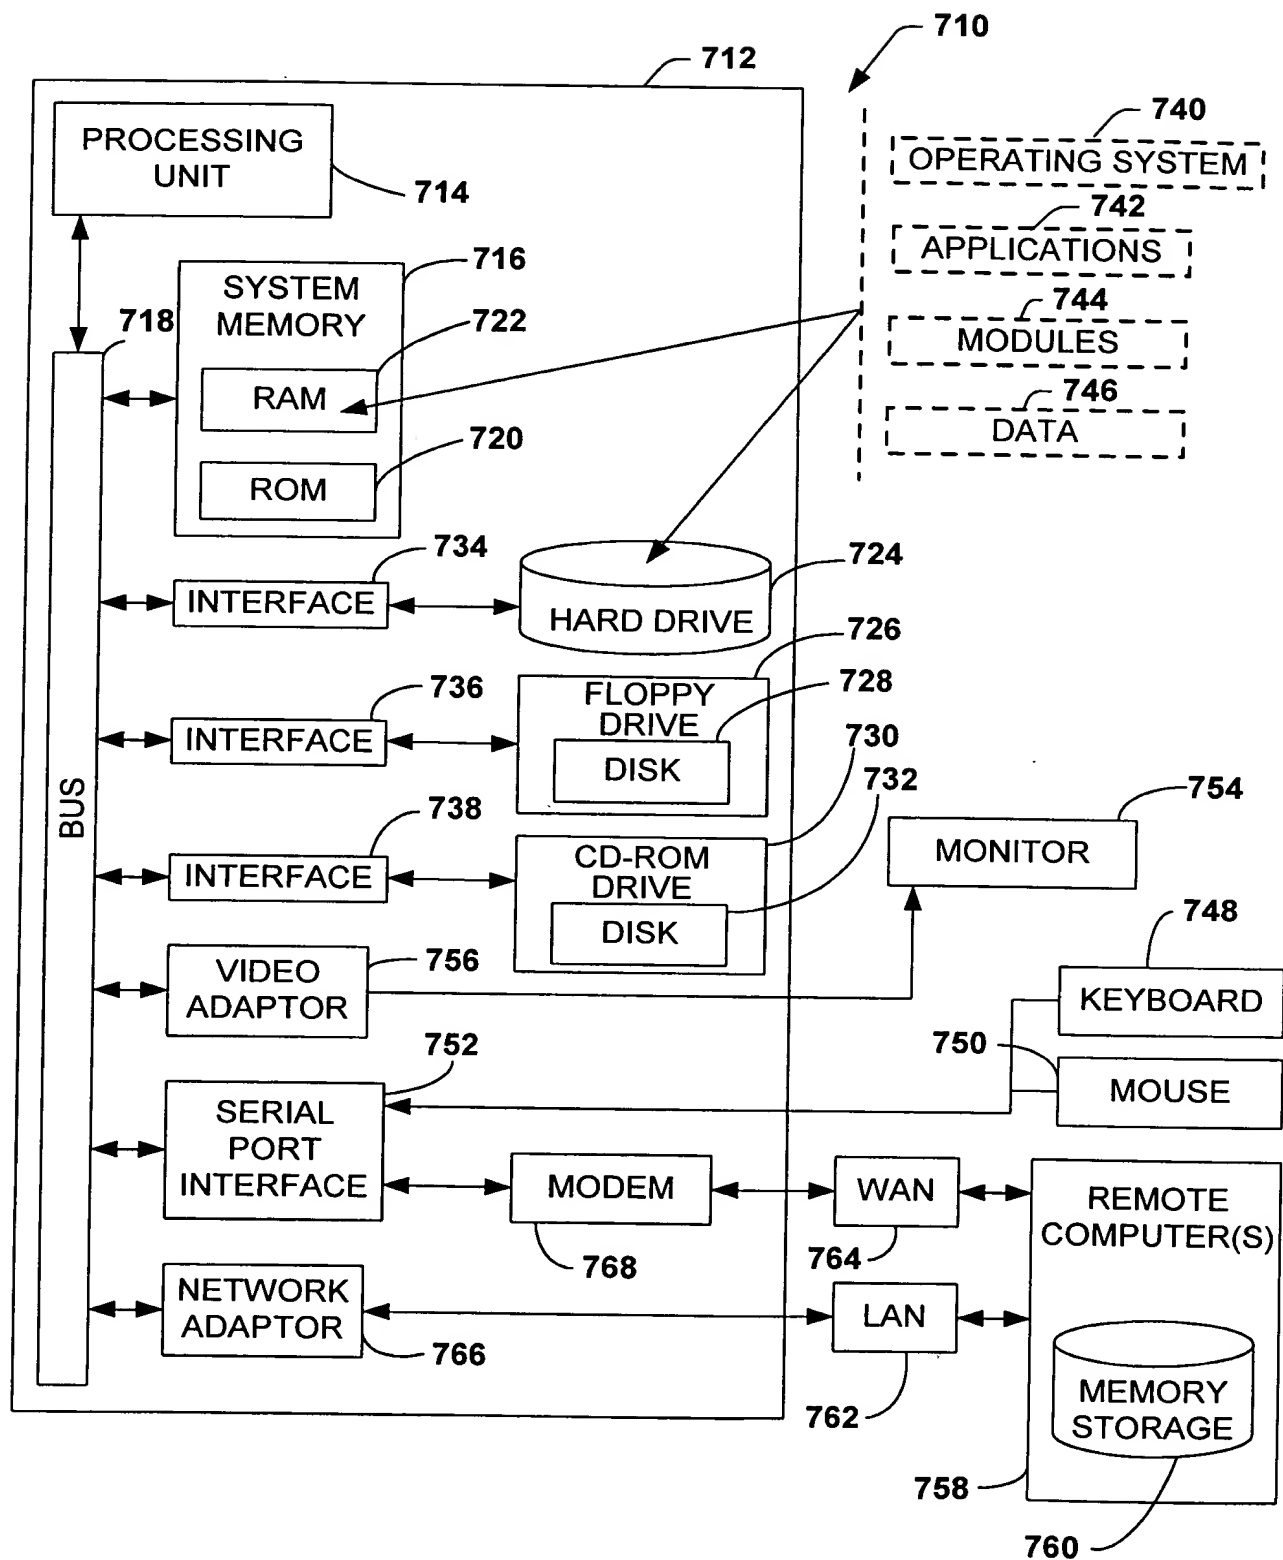 710
712
740
PROCESSING
UNIT
OPERATING SYSTEM
714
742
APPLICATIONS
716
SYSTEM
MEMORY
744
718
722
MODULES
RAM
746
720
DATA
ROM
734
724
INTERFACE
HARD DRIVE
726
736
FLOPPY
DRIVE
728
INTERFACE
730
DISK
732
754
BUS
738
MONITOR
INTERFACE
CD-ROM
DRIVE
748
DISK
756
VIDEO
ADAPTOR
KEYBOARD
752
750
MOUSE
SERIAL
PORT
INTERFACE
MODEM
WAN
REMOTE
COMPUTER(S)
768
764
NETWORK
ADAPTOR
LAN
766
762
MEMORY
STORAGE
758
760